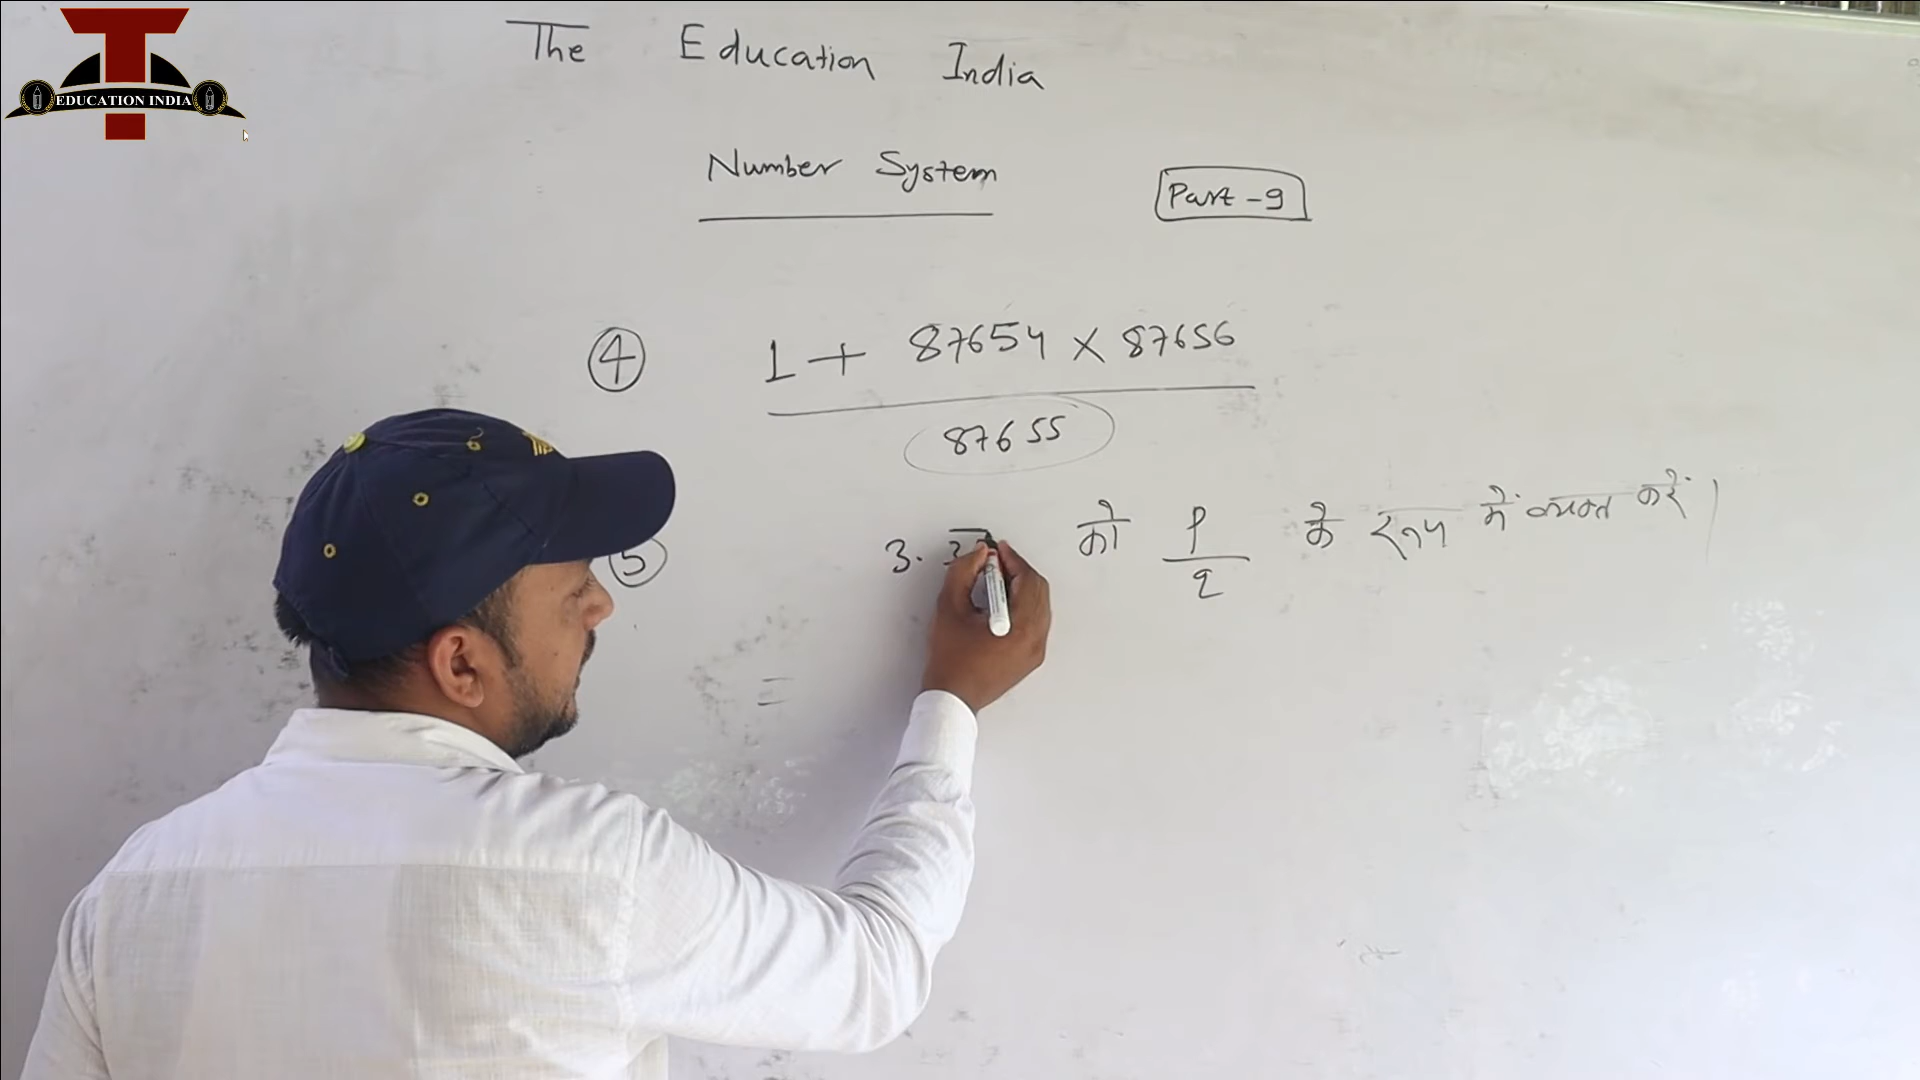 EDUCATION INDIA
The Education India
Number System
Part-9
④ 1 + 87654 × 87656
87655
⑤ 3. को p के रूप में व्यक्त करें।
q
=